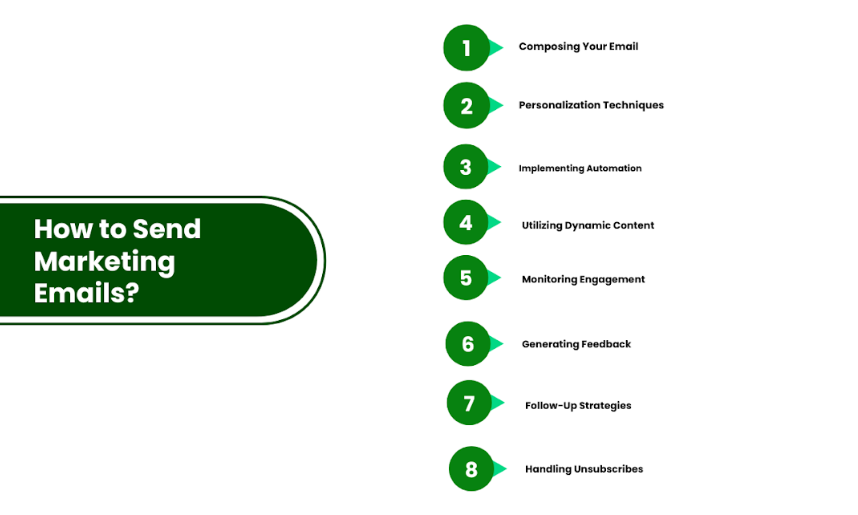 How to Send
Marketing
Emails?
1 Composing Your Email
2 Personalization Techniques
3 Implementing Automation
4 Utilizing Dynamic Content
5 Monitoring Engagement
6 Generating Feedback
7 Follow-Up Strategies
8 Handling Unsubscribes